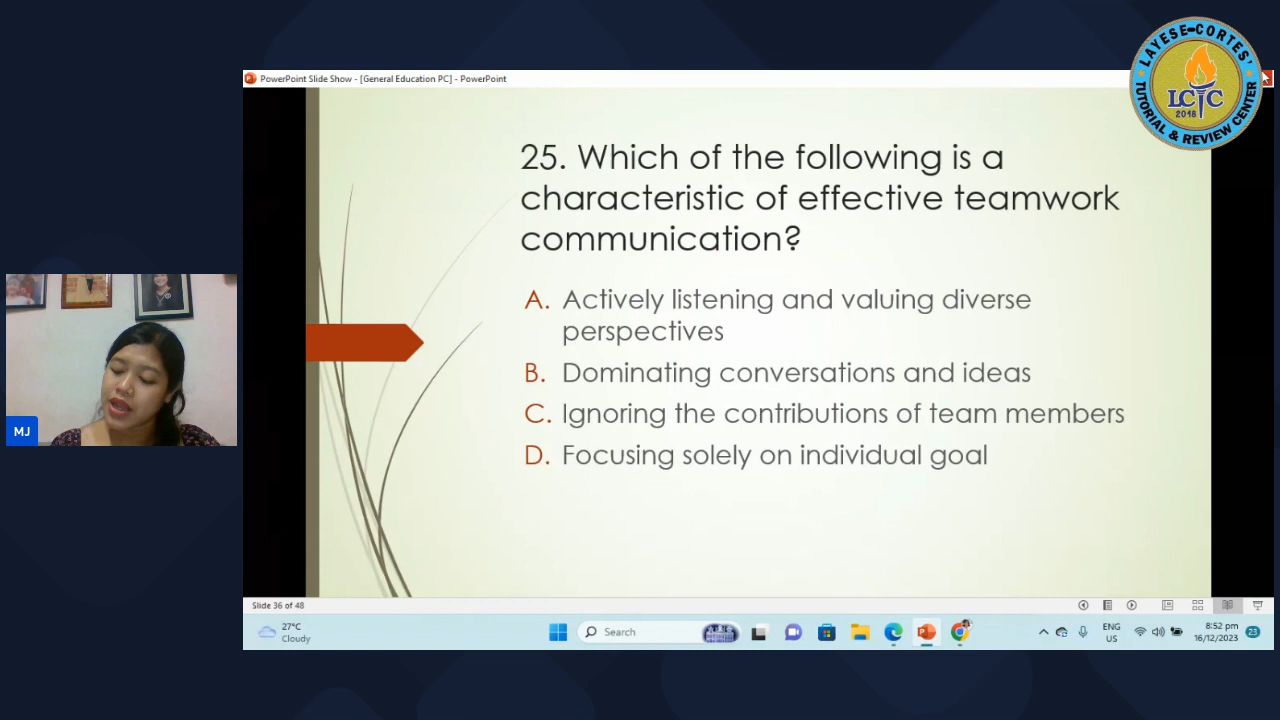 LAYESE-CORTES'
LCTC
2018
TUTORIAL & REVIEW CENTER
PowerPoint Slide Show - [General Education PC] - PowerPoint
25. Which of the following is a
characteristic of effective teamwork
communication?
A. Actively listening and valuing diverse
perspectives
B. Dominating conversations and ideas
C. Ignoring the contributions of team members
D. Focusing solely on individual goal
MJ
Slide 36 of 48
27°C
Cloudy
Search
ENG
US
8:52 pm
16/12/2023
23